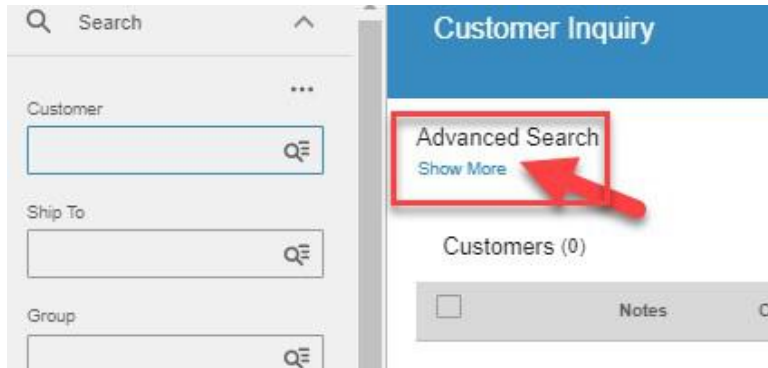 Search
Customer
Ship To
Group
Customer Inquiry
Advanced Search
Show More
Customers (0)
Notes